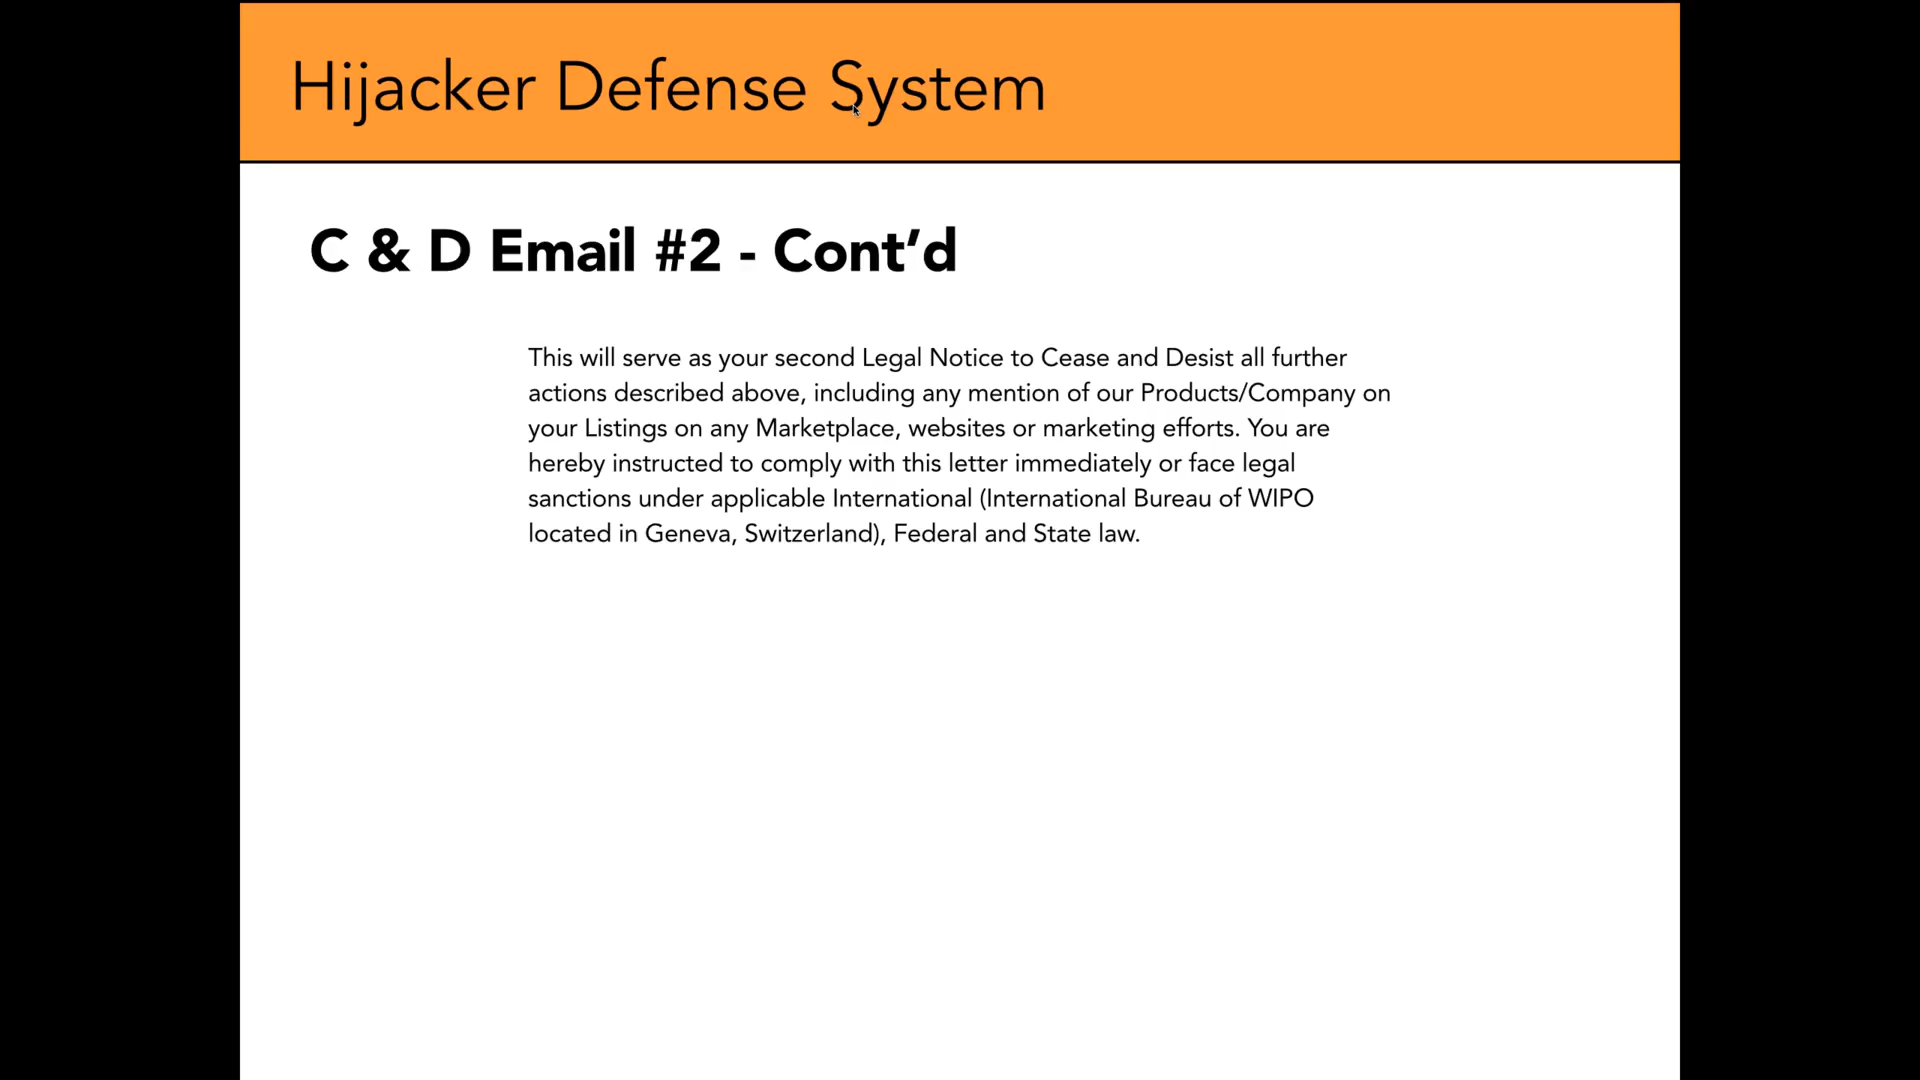 Hijacker Defense System
C & D Email #2 - Cont’d
This will serve as your second Legal Notice to Cease and Desist all further
actions described above, including any mention of our Products/Company on
your Listings on any Marketplace, websites or marketing efforts. You are
hereby instructed to comply with this letter immediately or face legal
sanctions under applicable International (International Bureau of WIPO
located in Geneva, Switzerland), Federal and State law.